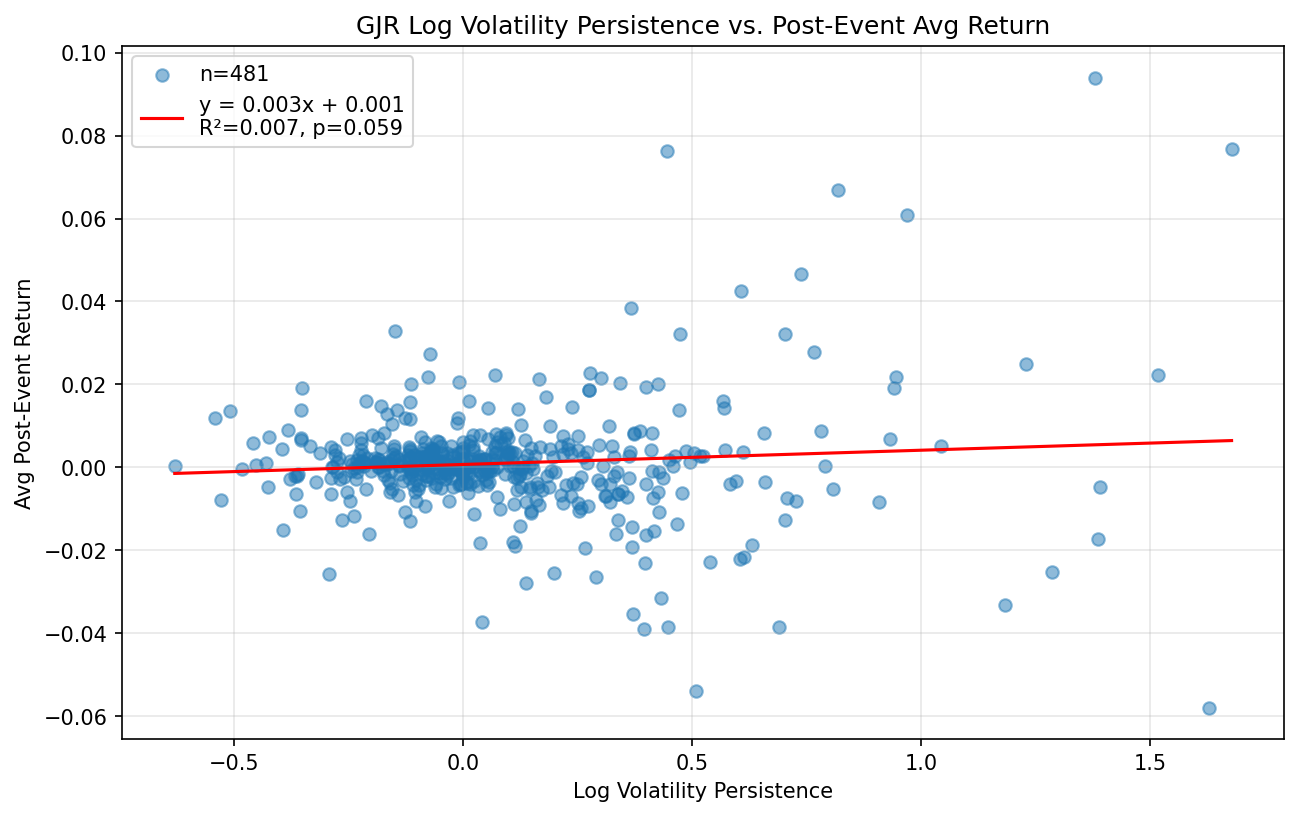 GJR Log Volatility Persistence vs. Post-Event Avg Return
n=481
y = 0.003x + 0.001
R²=0.007, p=0.059
Avg Post-Event Return
0.10
0.08
0.06
0.04
0.02
0.00
−0.02
−0.04
−0.06
−0.5
0.0
0.5
1.0
1.5
Log Volatility Persistence